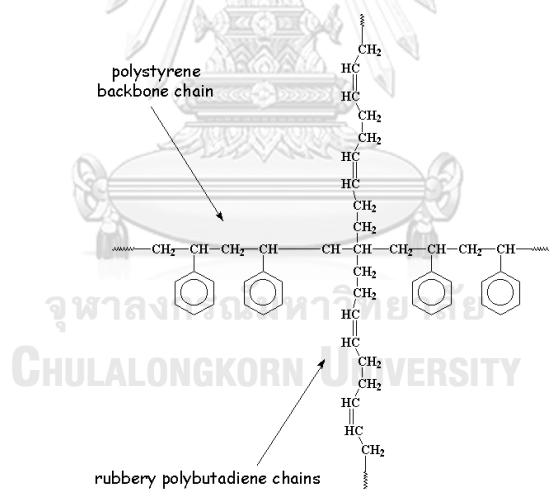 CH₂
HC
polystyrene
backbone chain
HC
CH₂
CH₂
HC
HC
CH₂
CH₂
CH₂ CH CH₂ CH CH CH CH₂ CH CH₂ CH
CH₂
CH₂
จุฬาลงกรณ์มหาวิทยาลัย
HC
HC
CHULALONGKORN UNIVERSITY
CH₂
CH₂
HC
HC
CH₂
rubbery polybutadiene chains